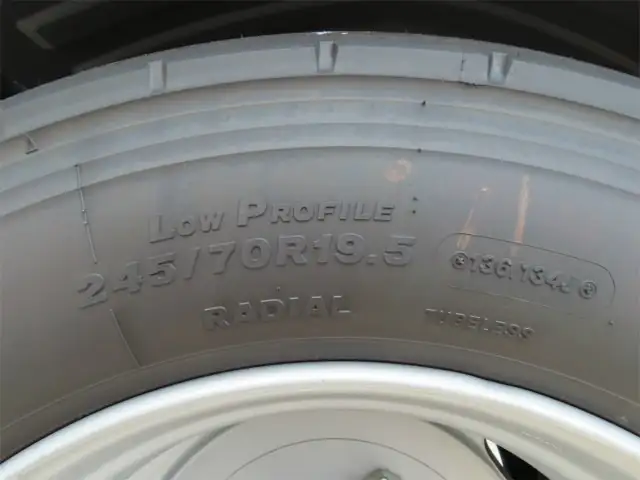 LOW PROFILE
245/70R19.5
136.134J
RADIAL
TUBELESS